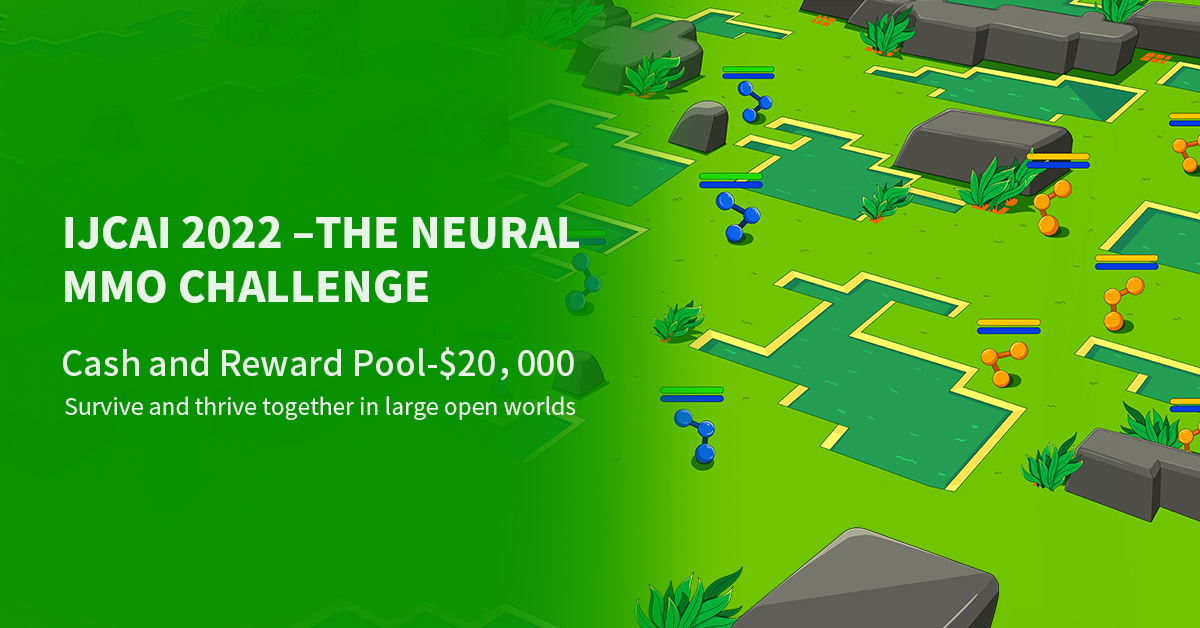 IJCAI 2022 –THE NEURAL
MMO CHALLENGE
Cash and Reward Pool-$20, 000
Survive and thrive together in large open worlds